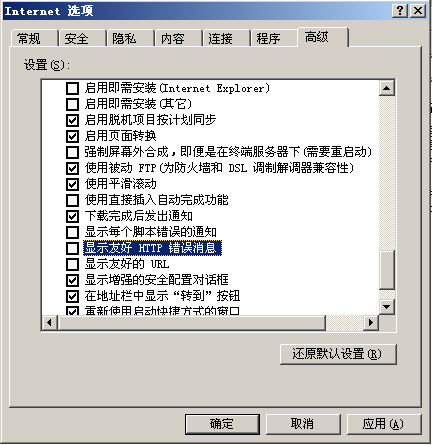 Internet 选项
常规 安全 隐私 内容 连接 程序 高级
设置(S):
启用即需安装(Internet Explorer)
启用即需安装(其它)
启用脱机项目按计划同步
启用页面转换
强制屏幕外合成，即便是在终端服务器下(需要重启动)
使用被动 FTP(为防火墙和 DSL 调制解调器兼容性)
使用平滑滚动
使用直接插入自动完成功能
下载完成后发出通知
显示每个脚本错误的通知
显示友好 HTTP 错误消息
显示友好的 URL
显示增强的安全配置对话框
在地址栏中显示“转到”按钮
重新使用启动快捷方式的窗口
还原默认设置(R)
确定 取消 应用(A)